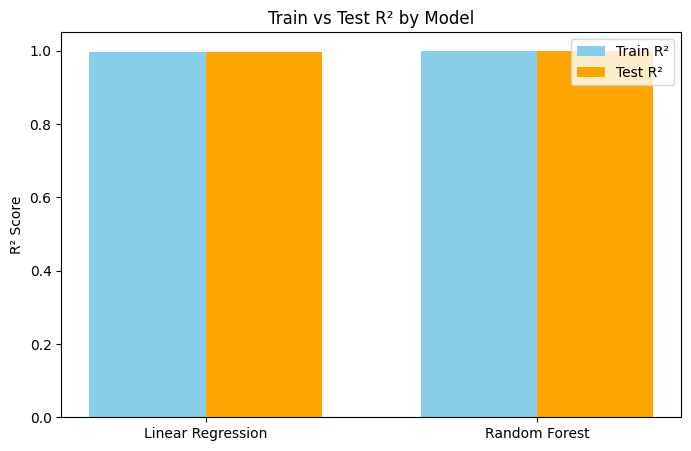 Train vs Test R² by Model
Train R²
Test R²
R² Score
1.0
0.8
0.6
0.4
0.2
0.0
Linear Regression
Random Forest